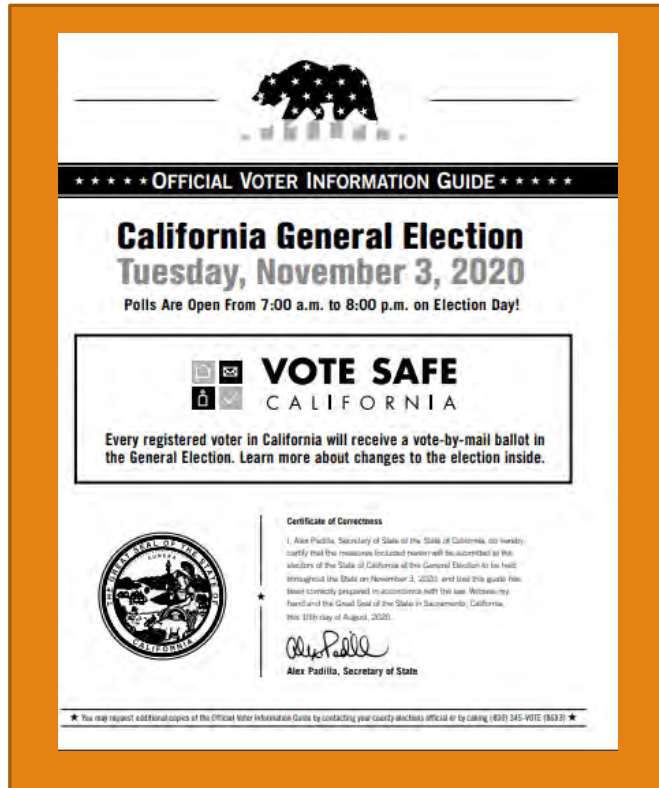 ★ ★ ★ ★ ★ OFFICIAL VOTER INFORMATION GUIDE ★ ★ ★ ★ ★
California General Election
Tuesday, November 3, 2020
Polls Are Open From 7:00 a.m. to 8:00 p.m. on Election Day!
VOTE SAFE
CALIFORNIA
Every registered voter in California will receive a vote-by-mail ballot in
the General Election. Learn more about changes to the election inside.
THE GREAT SEAL OF THE STATE OF CALIFORNIA
EUREKA
Certificate of Correctness
I, Alex Padilla, Secretary of State of the State of California, do hereby
certify that the measures included herein will be submitted to the
electors of the State of California at the General Election to be held
throughout the State on November 3, 2020, and that this guide has
been correctly prepared in accordance with the law. Witness my
hand and the Great Seal of the State in Sacramento, California,
this 10th day of August, 2020.
Alex Padilla
Alex Padilla, Secretary of State
★ You may request additional copies of the Official Voter Information Guide by contacting your county elections official or by calling (800) 345-VOTE (8683) ★